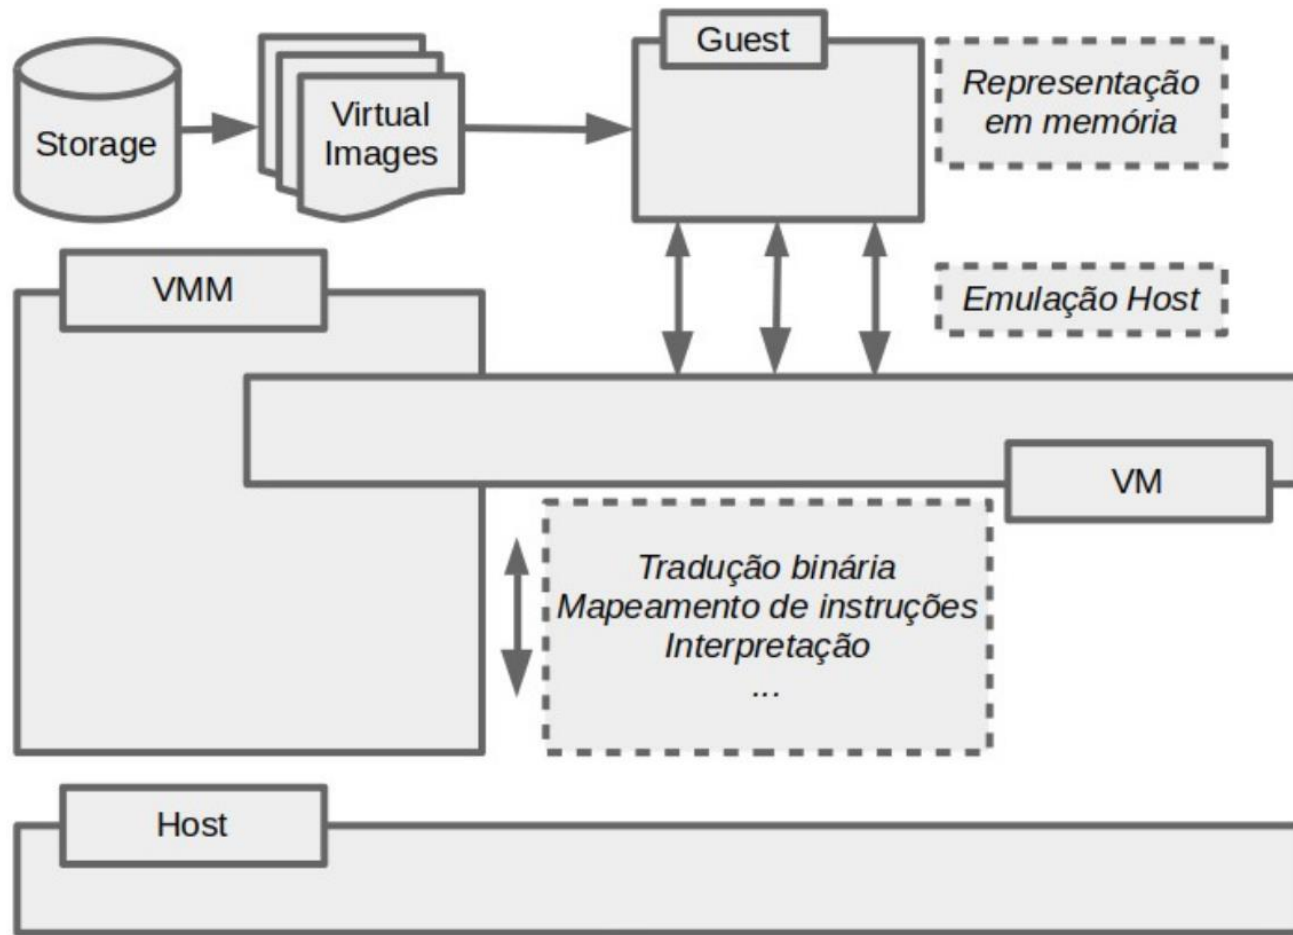 Guest
Representação
em memória
Storage
Virtual
Images
VMM
Emulação Host
VM
Tradução binária
Mapeamento de instruções
Interpretação
...
Host